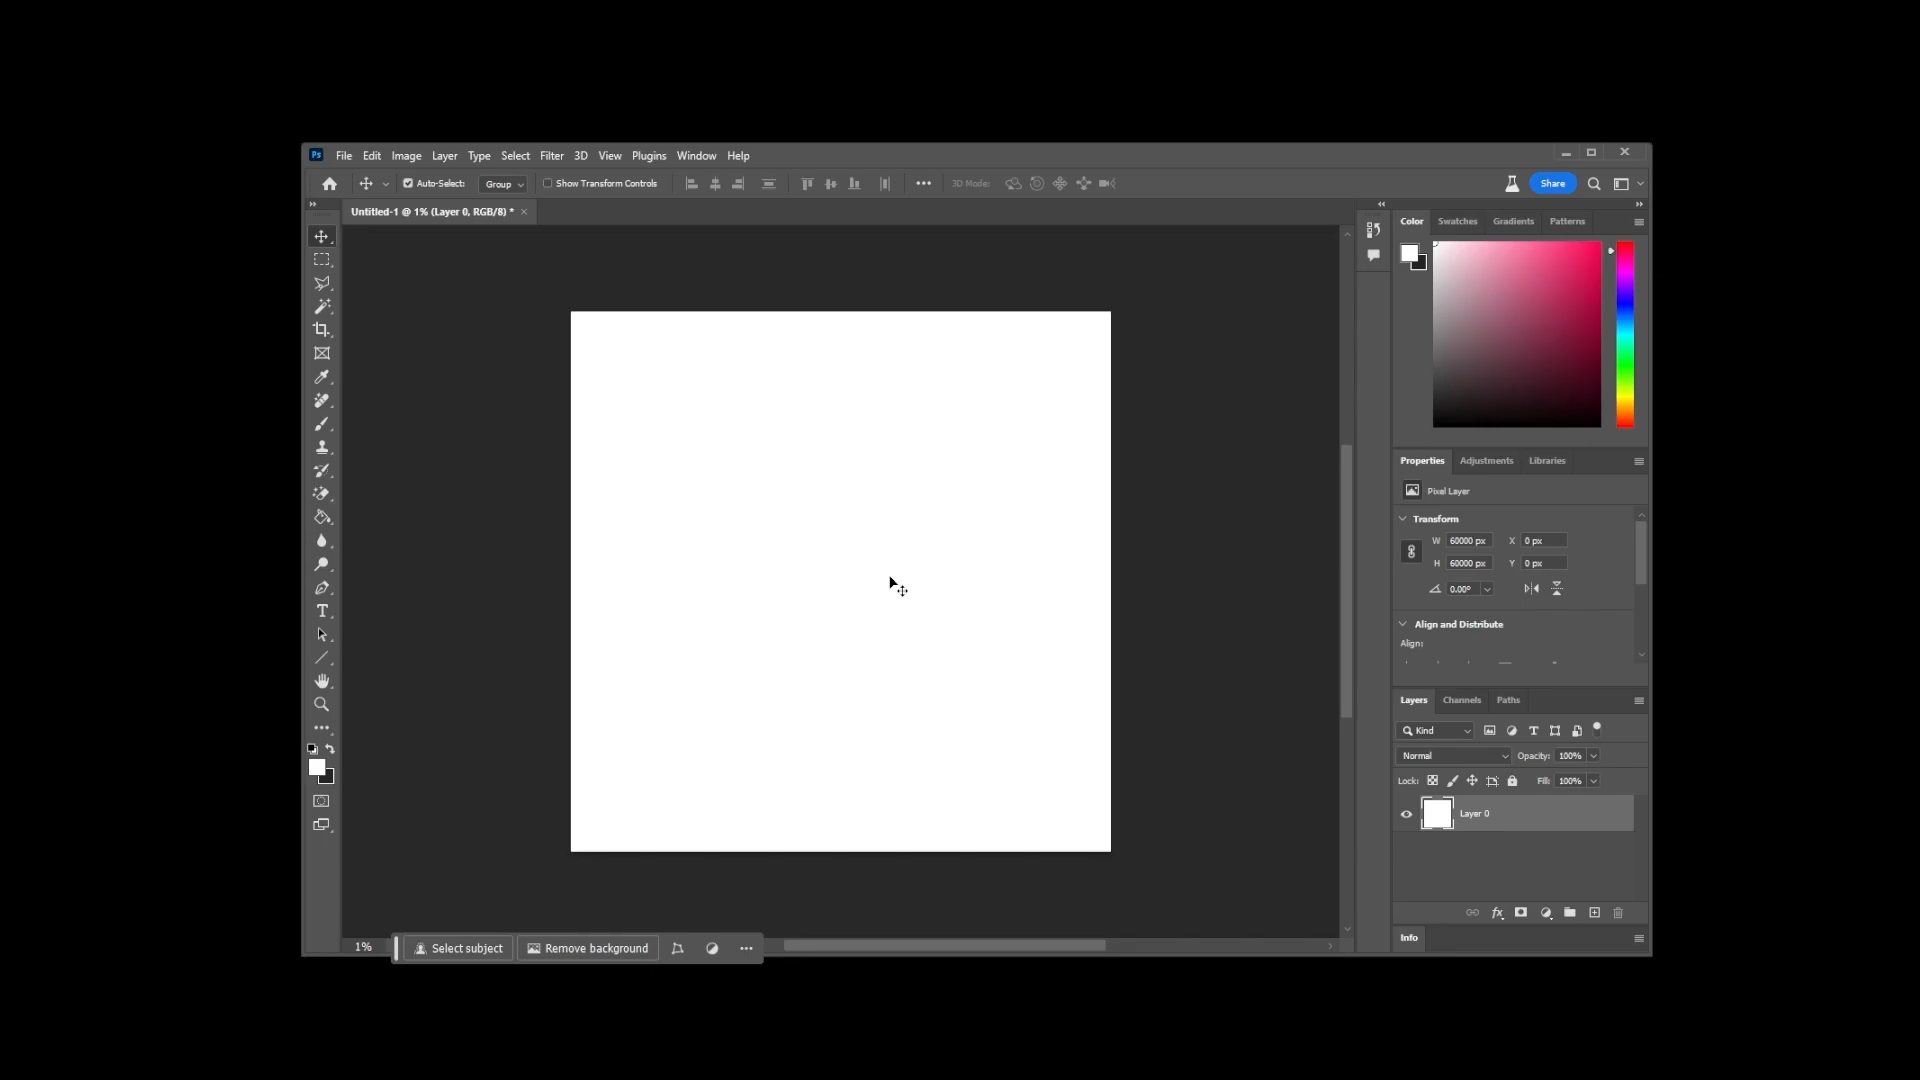 Ps File Edit Image Layer Type Select Filter 3D View Plugins Window Help
Auto-Select: Group Show Transform Controls 3D Mode: Share
Untitled-1 @ 1% (Layer 0, RGB/8) *
Color Swatches Gradients Patterns
Properties Adjustments Libraries
Pixel Layer
Transform
W 60000 px X 0 px
H 60000 px Y 0 px
0.00°
Align and Distribute
Align:
Layers Channels Paths
Kind
Normal Opacity: 100%
Lock: Fill: 100%
Layer 0
Info
1% Select subject Remove background